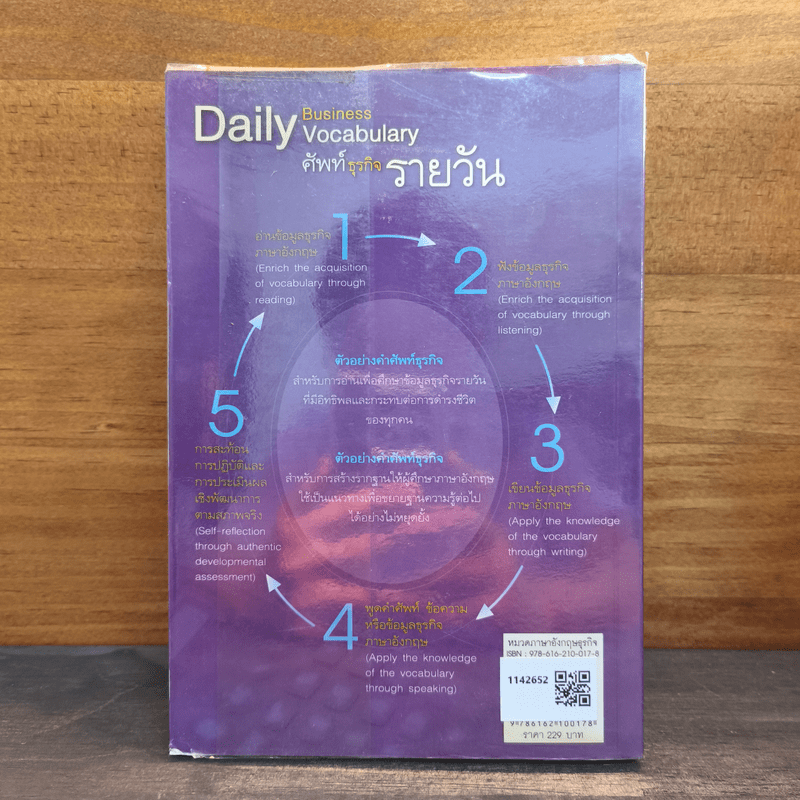 Daily Business
Vocabulary
ศัพท์ธุรกิจ รายวัน
1
อ่านข้อมูลธุรกิจ
ภาษาอังกฤษ
(Enrich the acquisition
of vocabulary through
reading)
2
ฟังข้อมูลธุรกิจ
ภาษาอังกฤษ
(Enrich the acquisition
of vocabulary through
listening)
ตัวอย่างคำศัพท์ธุรกิจ
สำหรับการอ่านเพื่อศึกษาข้อมูลธุรกิจรายวัน
ที่มีอิทธิพลและกระทบต่อการดำรงชีวิต
ของทุกคน
ตัวอย่างคำศัพท์ธุรกิจ
สำหรับการสร้างรากฐานให้ผู้ศึกษาภาษาอังกฤษ
ใช้เป็นแนวทางเพื่อขยายฐานความรู้ต่อไป
ได้อย่างไม่หยุดยั้ง
3
เขียนข้อมูลธุรกิจ
ภาษาอังกฤษ
(Apply the knowledge
of the vocabulary
through writing)
4
พูดคำศัพท์ ข้อความ
หรือข้อมูลธุรกิจ
ภาษาอังกฤษ
(Apply the knowledge
of the vocabulary
through speaking)
5
การสะท้อน
การปฏิบัติและ
การประเมินผล
เชิงพัฒนาการ
ตามสภาพจริง
(Self-reflection
through authentic
developmental
assessment)
หมวดภาษาอังกฤษธุรกิจ
ISBN : 978-616-210-017-8
1142652
9 786162 100178
ราคา 229 บาท